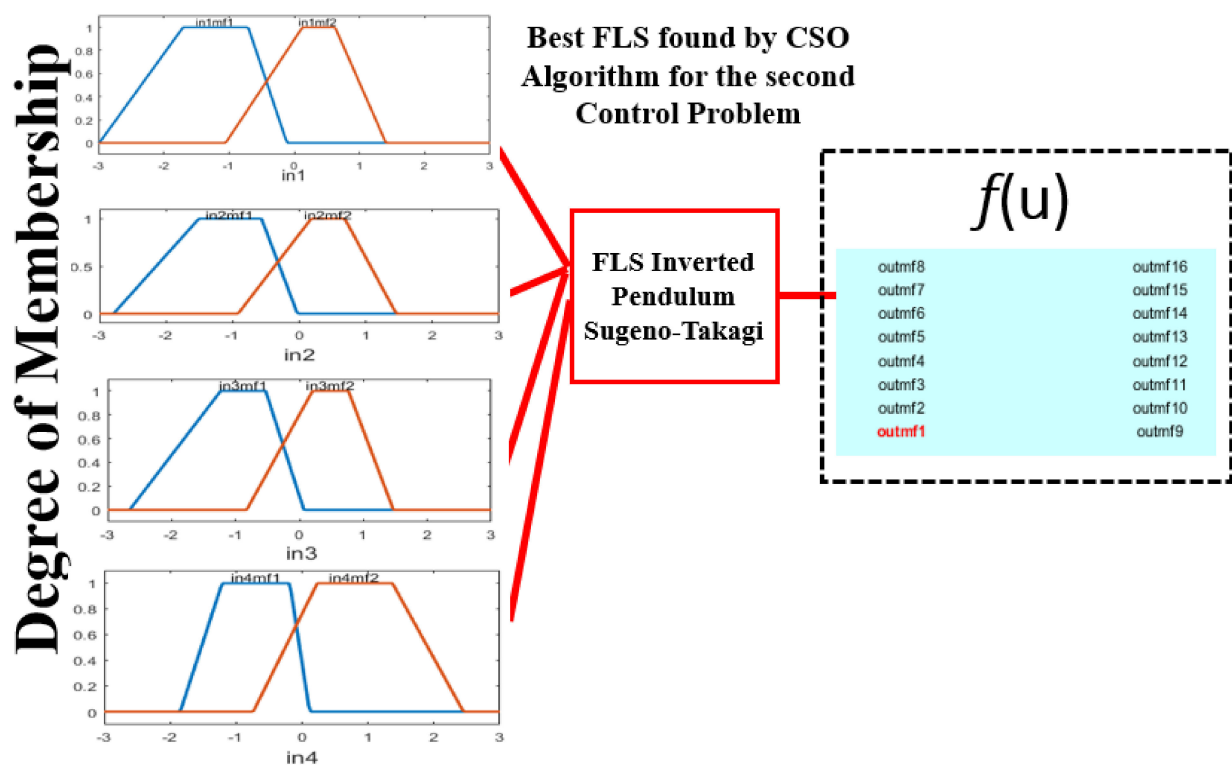 Degree of Membership
in1mf1 in1mf2
1
0.8
0.6
0.4
0.2
0
-3 -2 -1 0 1 2 3
in1
in2mf1 in2mf2
1
0.5
0
-3 -2 -1 0 1 2 3
in2
in3mf1 in3mf2
1
0.8
0.6
0.4
0.2
0
-3 -2 -1 0 1 2 3
in3
in4mf1 in4mf2
1
0.8
0.6
0.4
0.2
0
-3 -2 -1 0 1 2 3
in4
Best FLS found by CSO
Algorithm for the second
Control Problem
FLS Inverted
Pendulum
Sugeno-Takagi
f(u)
outmf8 outmf16
outmf7 outmf15
outmf6 outmf14
outmf5 outmf13
outmf4 outmf12
outmf3 outmf11
outmf2 outmf10
outmf1 outmf9